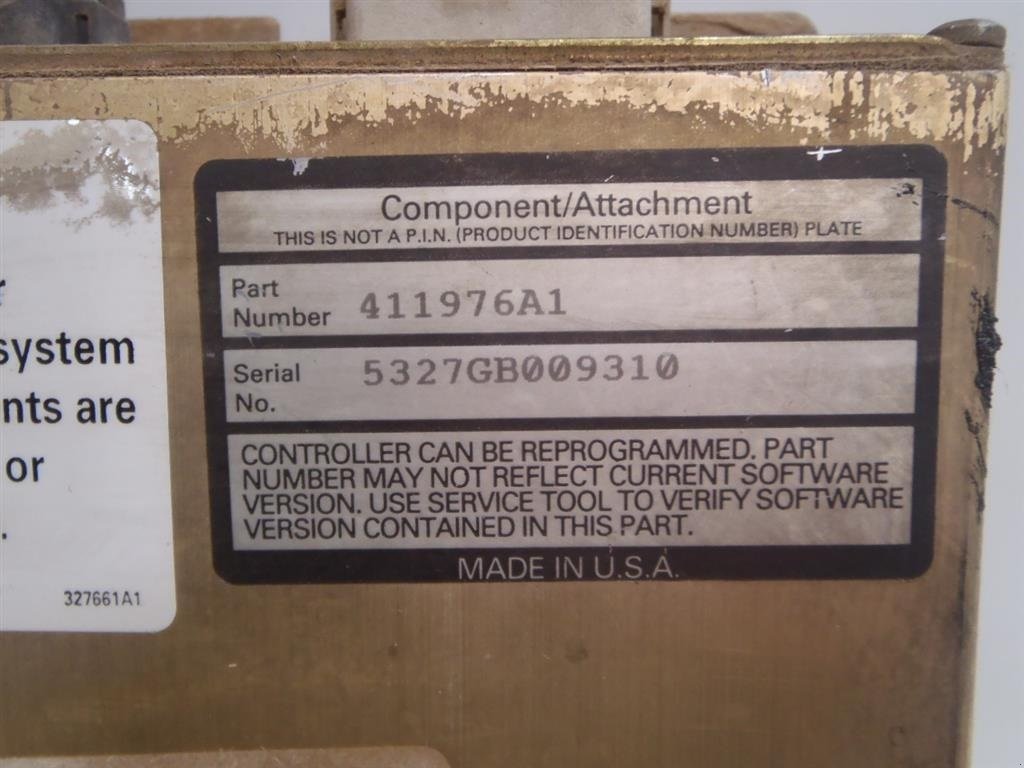 Component/Attachment
THIS IS NOT A P.I.N. (PRODUCT IDENTIFICATION NUMBER) PLATE
Part
Number 411976A1
Serial 5327GB009310
No.
CONTROLLER CAN BE REPROGRAMMED. PART
NUMBER MAY NOT REFLECT CURRENT SOFTWARE
VERSION. USE SERVICE TOOL TO VERIFY SOFTWARE
VERSION CONTAINED IN THIS PART.
MADE IN U.S.A.
system
nts are
or
.
327661A1